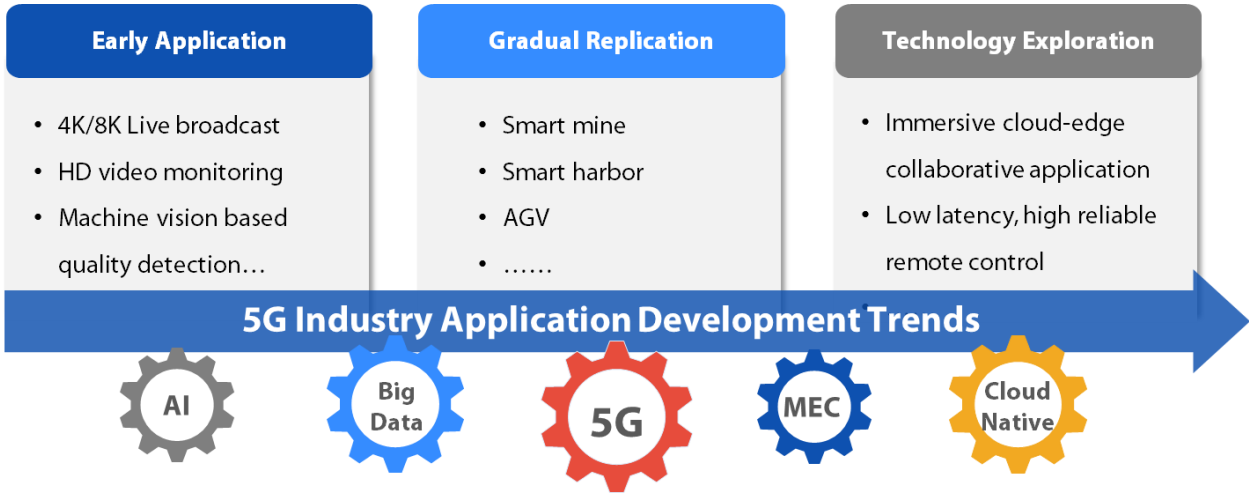 Early Application
• 4K/8K Live broadcast
• HD video monitoring
• Machine vision based
quality detection...
Gradual Replication
• Smart mine
• Smart harbor
• AGV
• ......
Technology Exploration
• Immersive cloud-edge
collaborative application
• Low latency, high reliable
remote control
5G Industry Application Development Trends
AI
Big
Data
5G
MEC
Cloud
Native